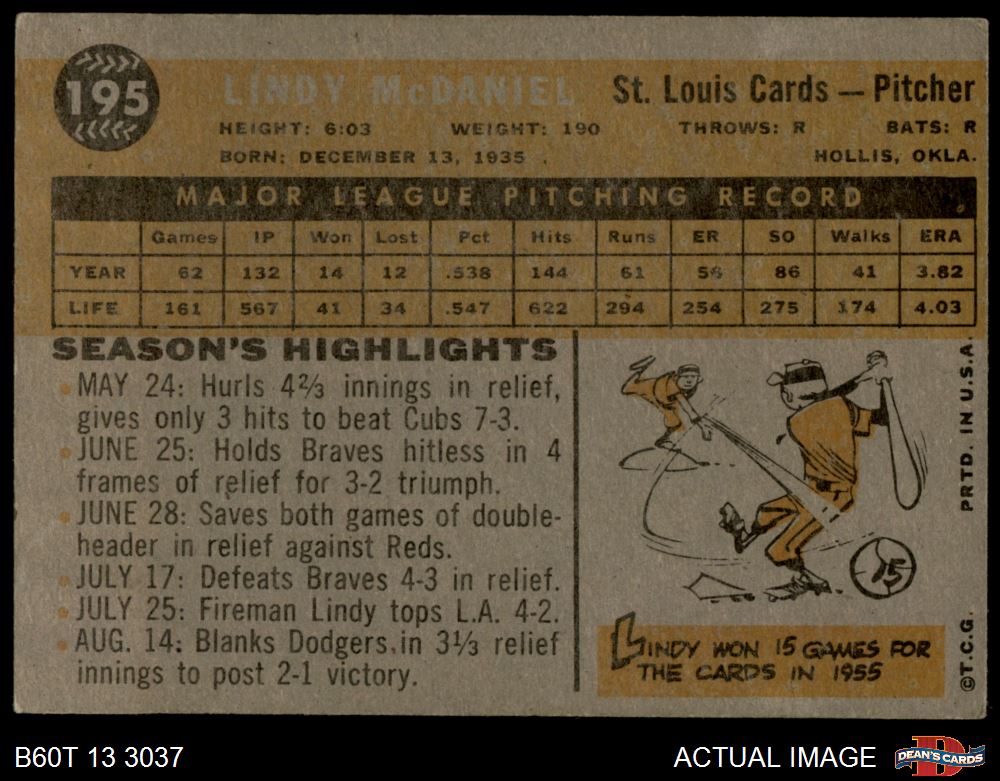 195
LINDY McDANIEL St. Louis Cards — Pitcher
HEIGHT: 6:03 WEIGHT: 190 THROWS: R BATS: R
BORN: DECEMBER 13, 1935 HOLLIS, OKLA.
MAJOR LEAGUE PITCHING RECORD
Games IP Won Lost Pct Hits Runs ER SO Walks ERA
YEAR 62 132 14 12 .538 144 61 56 86 41 3.82
LIFE 161 567 41 34 .547 622 294 254 275 174 4.03
SEASON'S HIGHLIGHTS
• MAY 24: Hurls 4⅔ innings in relief,
gives only 3 hits to beat Cubs 7-3.
• JUNE 25: Holds Braves hitless in 4
frames of relief for 3-2 triumph.
• JUNE 28: Saves both games of double-
header in relief against Reds.
• JULY 17: Defeats Braves 4-3 in relief.
• JULY 25: Fireman Lindy tops L.A. 4-2.
• AUG. 14: Blanks Dodgers.in 3⅓ relief
innings to post 2-1 victory.
15
LINDY WON 15 GAMES FOR
THE CARDS IN 1955
©T.C.G. PRTD. IN U.S.A.
B60T 13 3037 ACTUAL IMAGE
D
DEAN'S CARDS